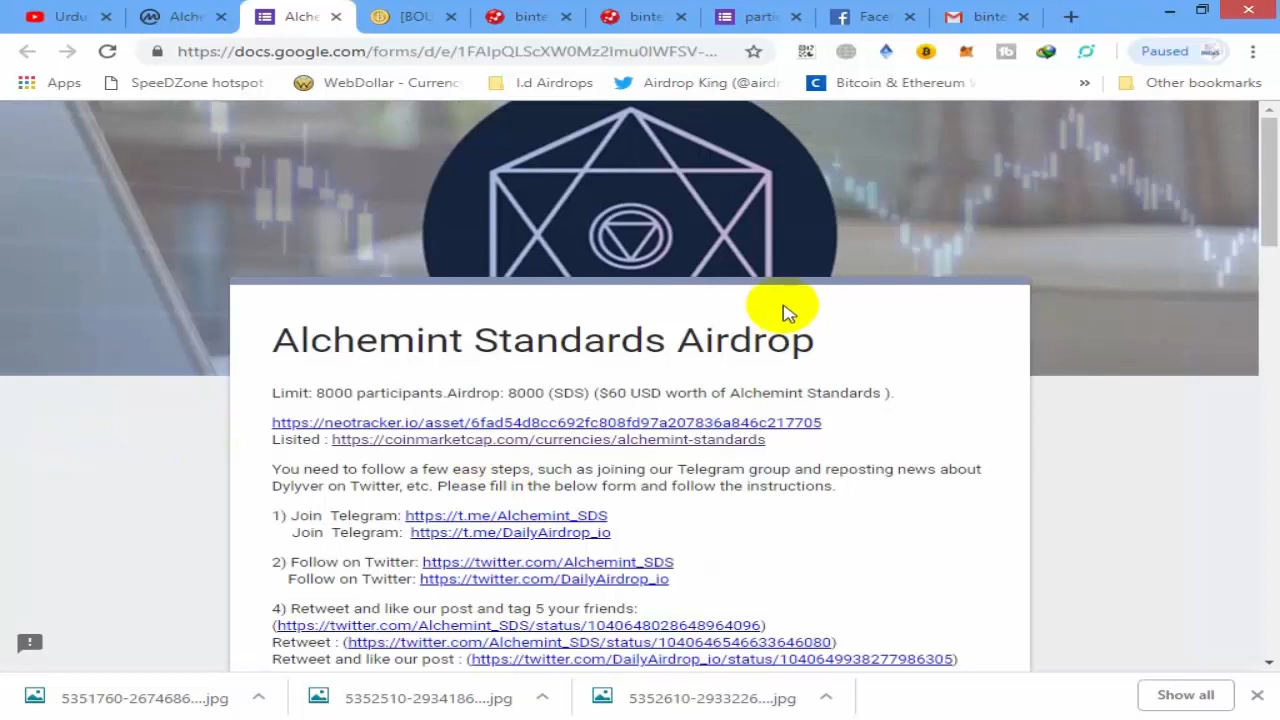 Urdu
Alche
Alche
[BOU
binte
binte
parti
Face
binte
https://docs.google.com/forms/d/e/1FAIpQLScXW0Mz2Imu0IWFSV-...
Paused
Apps
SpeeDZone hotspot
WebDollar - Currenc
I.d Airdrops
Airdrop King (@airdr
Bitcoin & Ethereum
Other bookmarks
Alchemint Standards Airdrop
Limit: 8000 participants.Airdrop: 8000 (SDS) ($60 USD worth of Alchemint Standards ).
https://neotracker.io/asset/6fad54d8cc692fc808fd97a207836a846c217705
Lisited : https://coinmarketcap.com/currencies/alchemint-standards
You need to follow a few easy steps, such as joining our Telegram group and reposting news about
Dylyver on Twitter, etc. Please fill in the below form and follow the instructions.
1) Join Telegram: https://t.me/Alchemint_SDS
Join Telegram: https://t.me/DailyAirdrop_io
2) Follow on Twitter: https://twitter.com/Alchemint_SDS
Follow on Twitter: https://twitter.com/DailyAirdrop_io
4) Retweet and like our post and tag 5 your friends:
(https://twitter.com/Alchemint_SDS/status/1040648028648964096)
Retweet : (https://twitter.com/Alchemint_SDS/status/1040646546633646080)
Retweet and like our post : (https://twitter.com/DailyAirdrop_io/status/1040649938277986305)
5351760-2674686....jpg
5352510-2934186....jpg
5352610-2933226....jpg
Show all